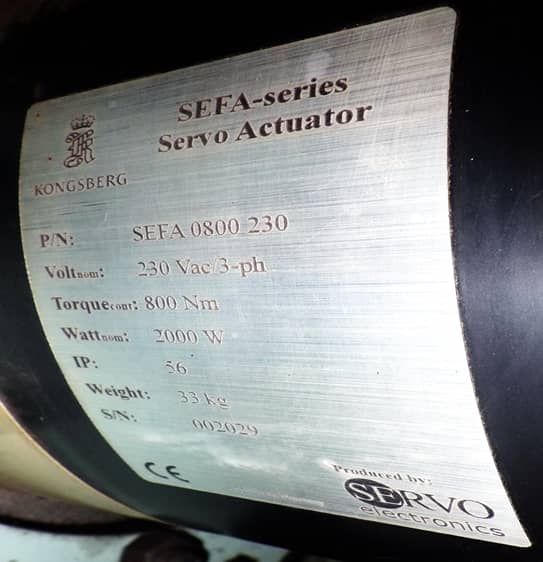 SEFA-series
Servo Actuator
KONGSBERG
P/N: SEFA 0800 230
Voltnom: 230 Vac/3-ph
Torquecont: 800 Nm
Wattnom: 2000 W
IP: 56
Weight: 33 kg
S/N: 002029
CE
Produced by:
SERVO
electronics